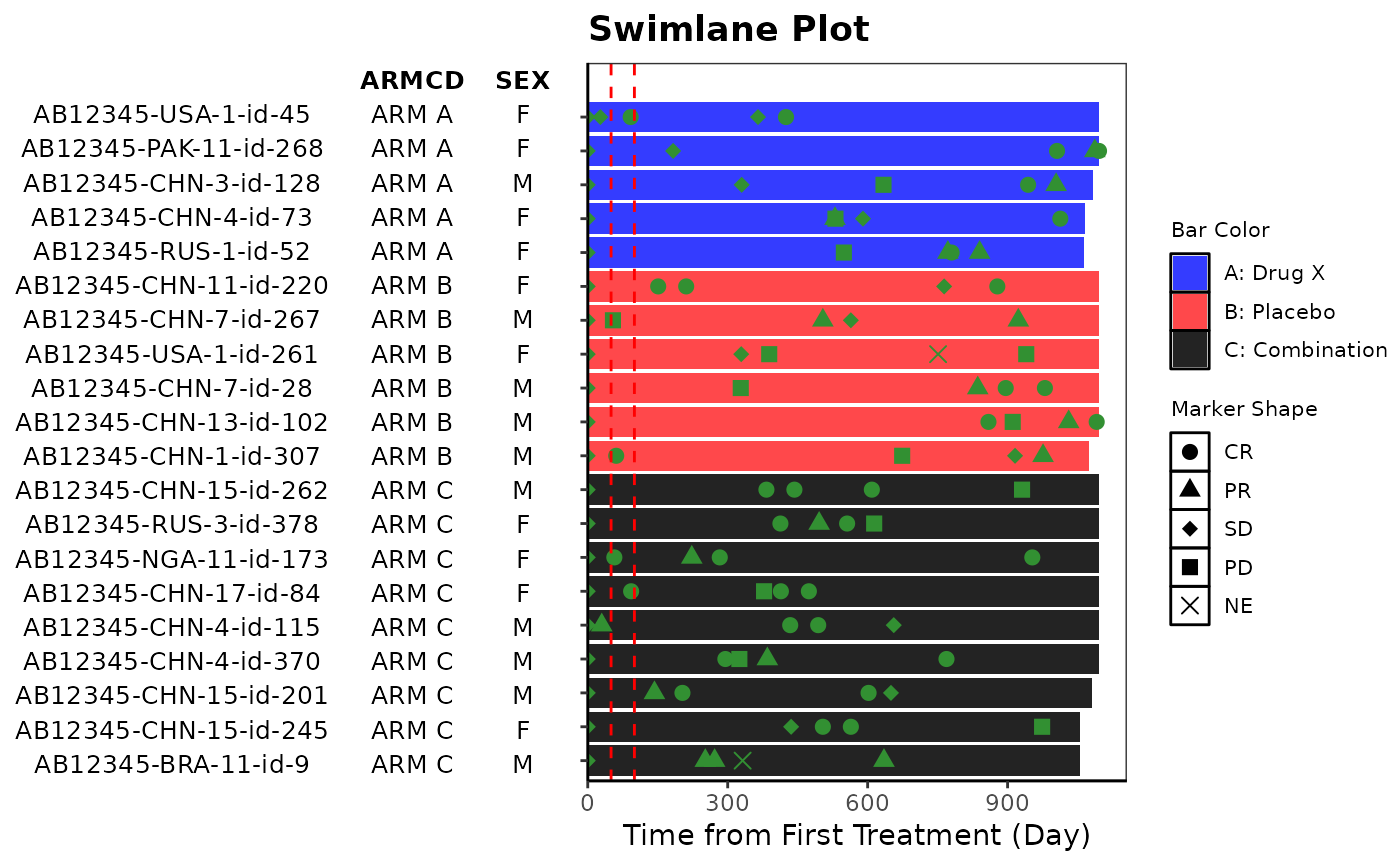 Swimlane Plot
ARMCD SEX
AB12345-USA-1-id-45 ARM A F
AB12345-PAK-11-id-268 ARM A F
AB12345-CHN-3-id-128 ARM A M
AB12345-CHN-4-id-73 ARM A F
AB12345-RUS-1-id-52 ARM A F
AB12345-CHN-11-id-220 ARM B F
AB12345-CHN-7-id-267 ARM B M
AB12345-USA-1-id-261 ARM B F
AB12345-CHN-7-id-28 ARM B M
AB12345-CHN-13-id-102 ARM B M
AB12345-CHN-1-id-307 ARM B M
AB12345-CHN-15-id-262 ARM C M
AB12345-RUS-3-id-378 ARM C F
AB12345-NGA-11-id-173 ARM C F
AB12345-CHN-17-id-84 ARM C F
AB12345-CHN-4-id-115 ARM C M
AB12345-CHN-4-id-370 ARM C M
AB12345-CHN-15-id-201 ARM C M
AB12345-CHN-15-id-245 ARM C F
AB12345-BRA-11-id-9 ARM C M
0 300 600 900
Time from First Treatment (Day)
Bar Color
A: Drug X
B: Placebo
C: Combination
Marker Shape
CR
PR
SD
PD
NE